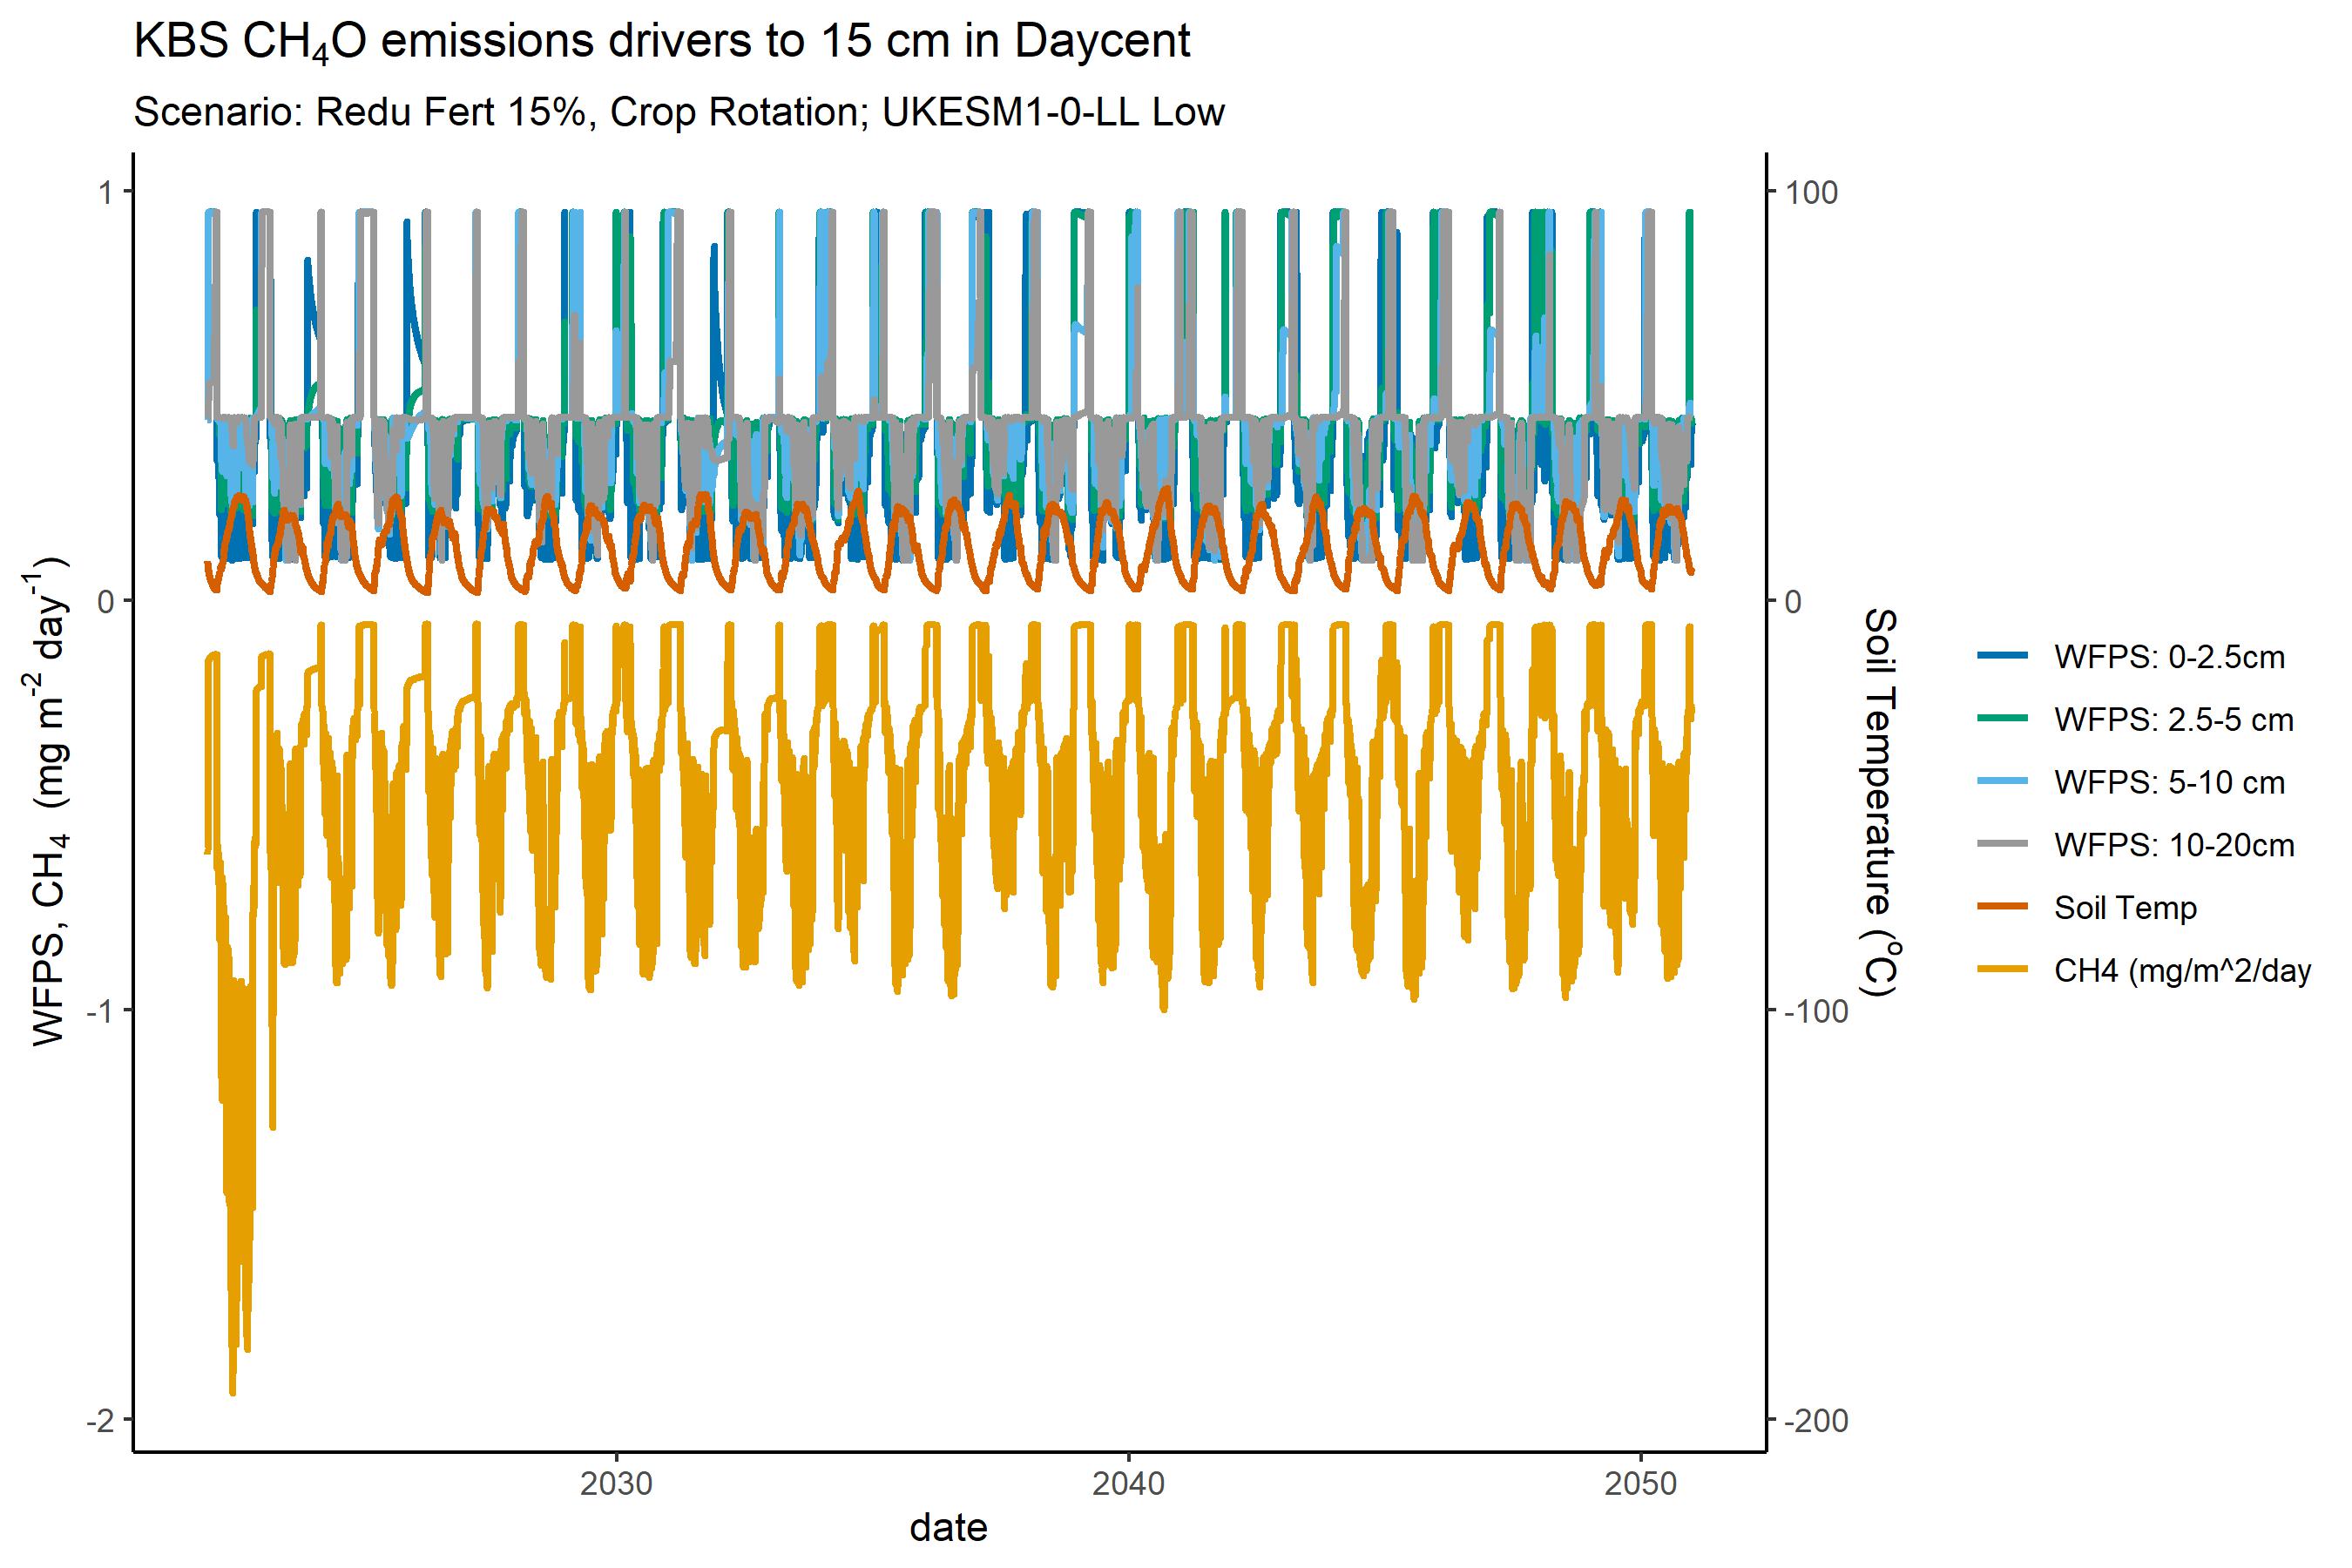 KBS CH₄O emissions drivers to 15 cm in Daycent
Scenario: Redu Fert 15%, Crop Rotation; UKESM1-0-LL Low
WFPS, CH₄ (mg m⁻² day⁻¹)
1
0
-1
-2
100
0
-100
-200
Soil Temperature (ºC)
2030
2040
2050
date
WFPS: 0-2.5cm
WFPS: 2.5-5 cm
WFPS: 5-10 cm
WFPS: 10-20cm
Soil Temp
CH4 (mg/m^2/day